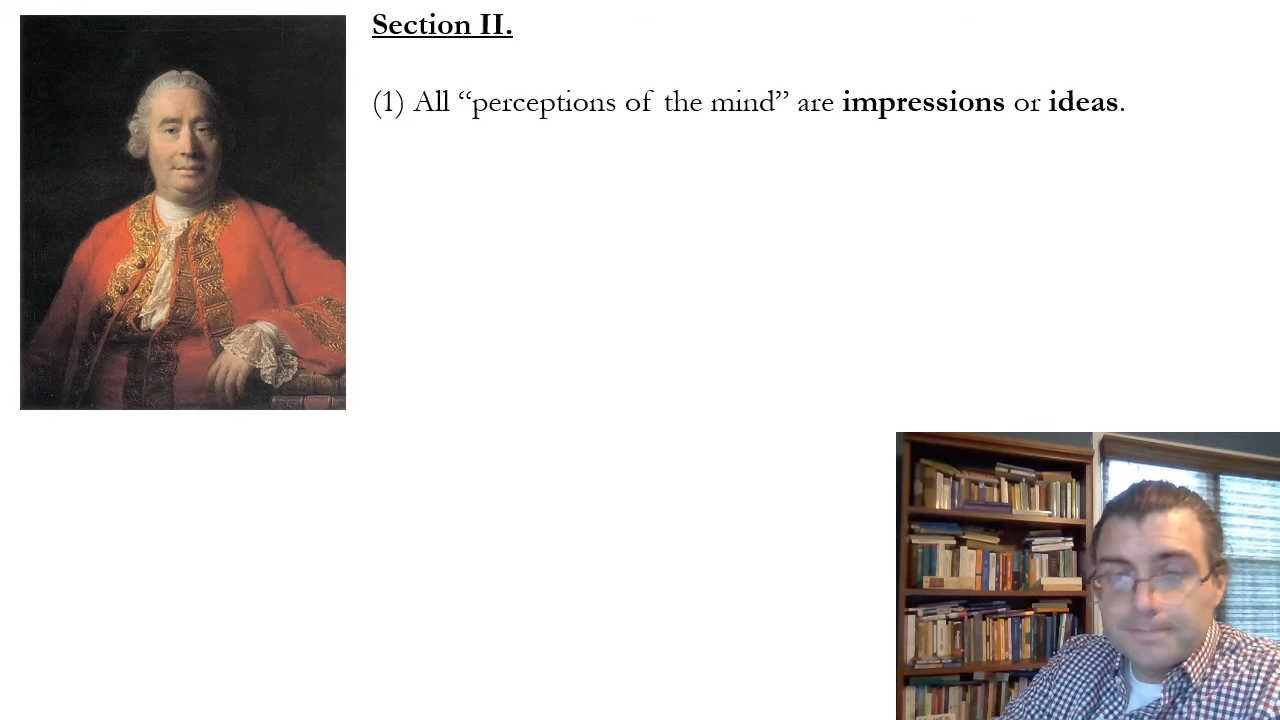 Section II.
(1) All “perceptions of the mind” are impressions or ideas.